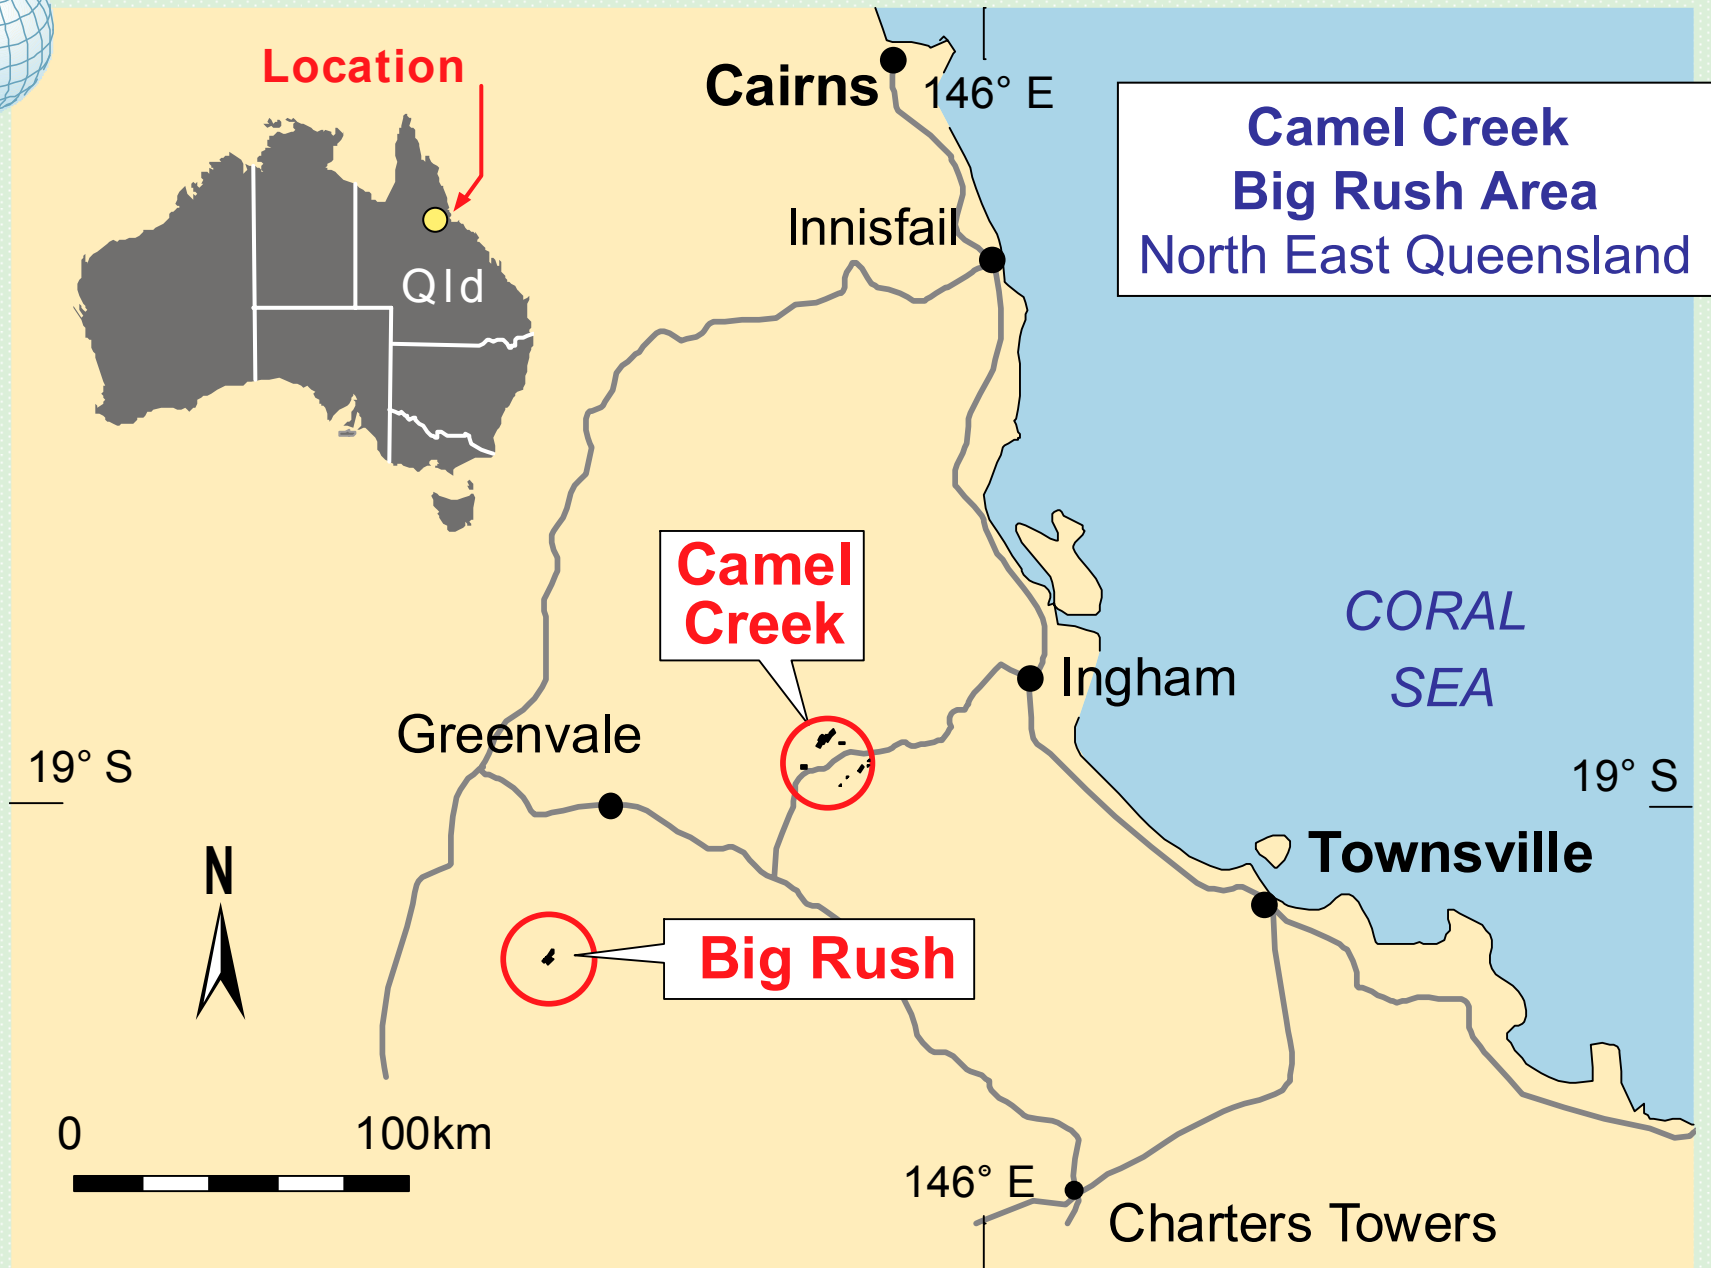 Location
Cairns
146° E
Camel Creek
Big Rush Area
North East Queensland
Innisfail
Qld
Camel
Creek
CORAL
SEA
Ingham
Greenvale
19° S
19° S
Townsville
N
Big Rush
0
100km
146° E
Charters Towers